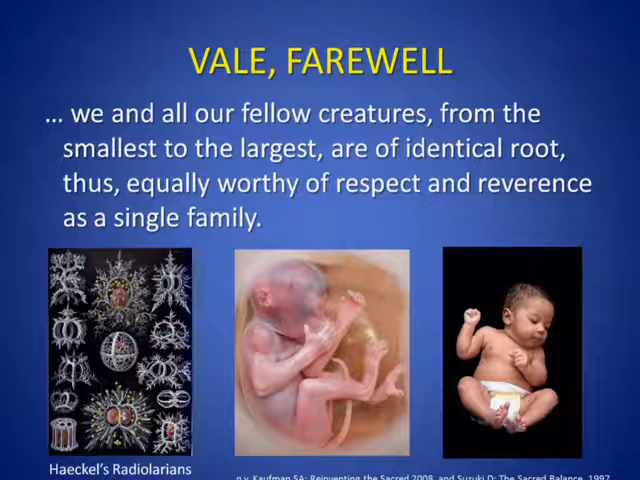 VALE, FAREWELL
… we and all our fellow creatures, from the
smallest to the largest, are of identical root,
thus, equally worthy of respect and reverence
as a single family.
Haeckel's Radiolarians
q.v. Kaufman SA: Reinventing the Sacred 2008, and Suzuki D: The Sacred Balance, 1997